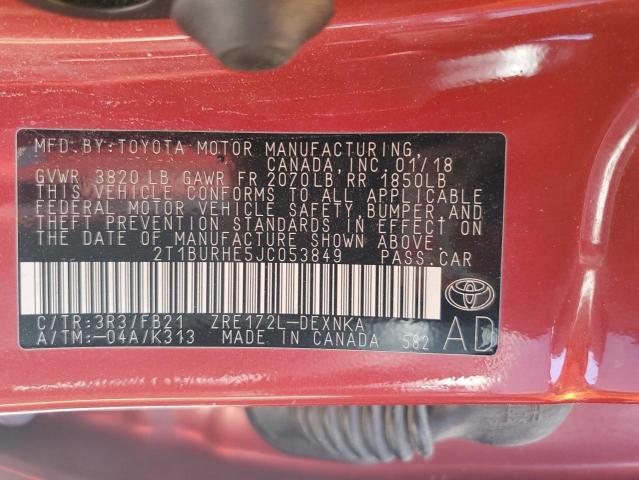 MFD.BY:TOYOTA MOTOR MANUFACTURING
CANADA, INC. 01/18
GVWR 3820LB GAWR FR 2070LB RR 1850LB
THIS VEHICLE CONFORMS TO ALL APPLICABLE
FEDERAL MOTOR VEHICLE SAFETY, BUMPER, AND
THEFT PREVENTION STANDARDS IN EFFECT ON
THE DATE OF MANUFACTURE SHOWN ABOVE.
2T1BURHE5JC053849 PASS.CAR
C/TR:3R3/FB21 ZRE172L-DEXNKA
A/TM:-04A/K313 MADE IN CANADA 582 AD